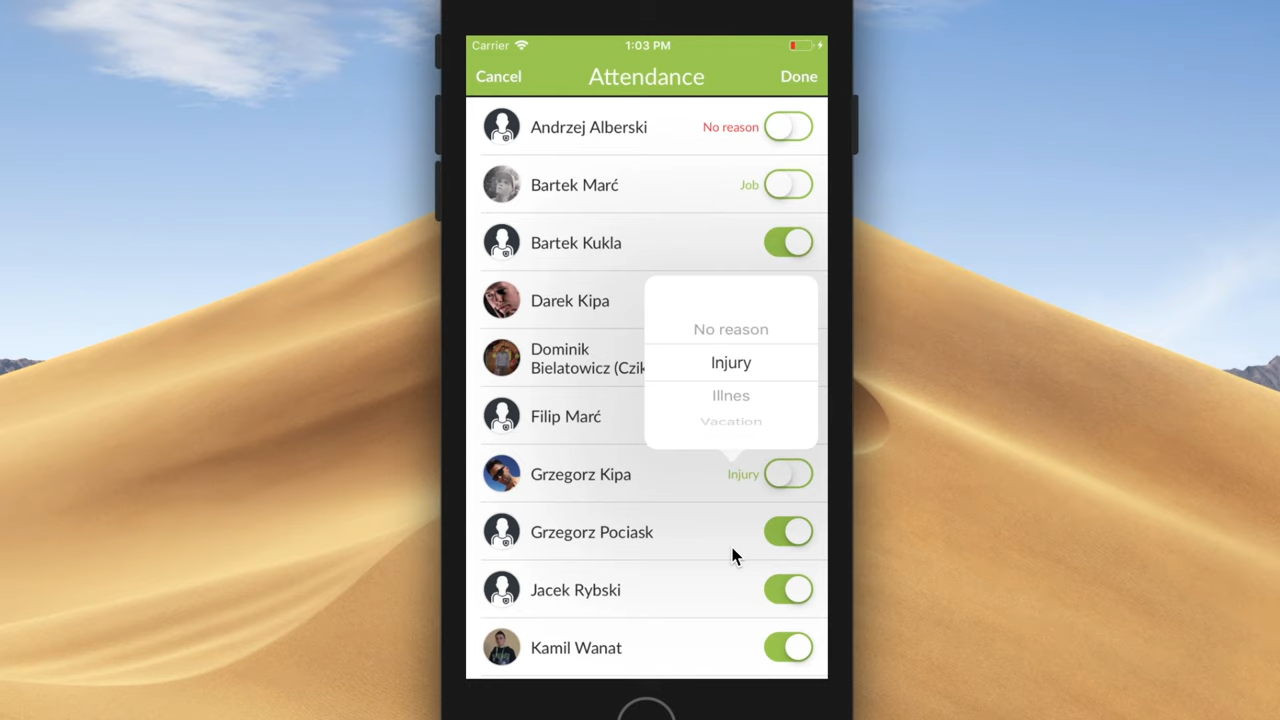 Carrier 1:03 PM
Cancel Attendance Done
Andrzej Alberski No reason
Bartek Marć Job
Bartek Kukla
Darek Kipa
No reason
Injury
Illnes
Vacation
Dominik
Bielatowicz (Czik
Filip Marć
Grzegorz Kipa Injury
Grzegorz Pociask
Jacek Rybski
Kamil Wanat